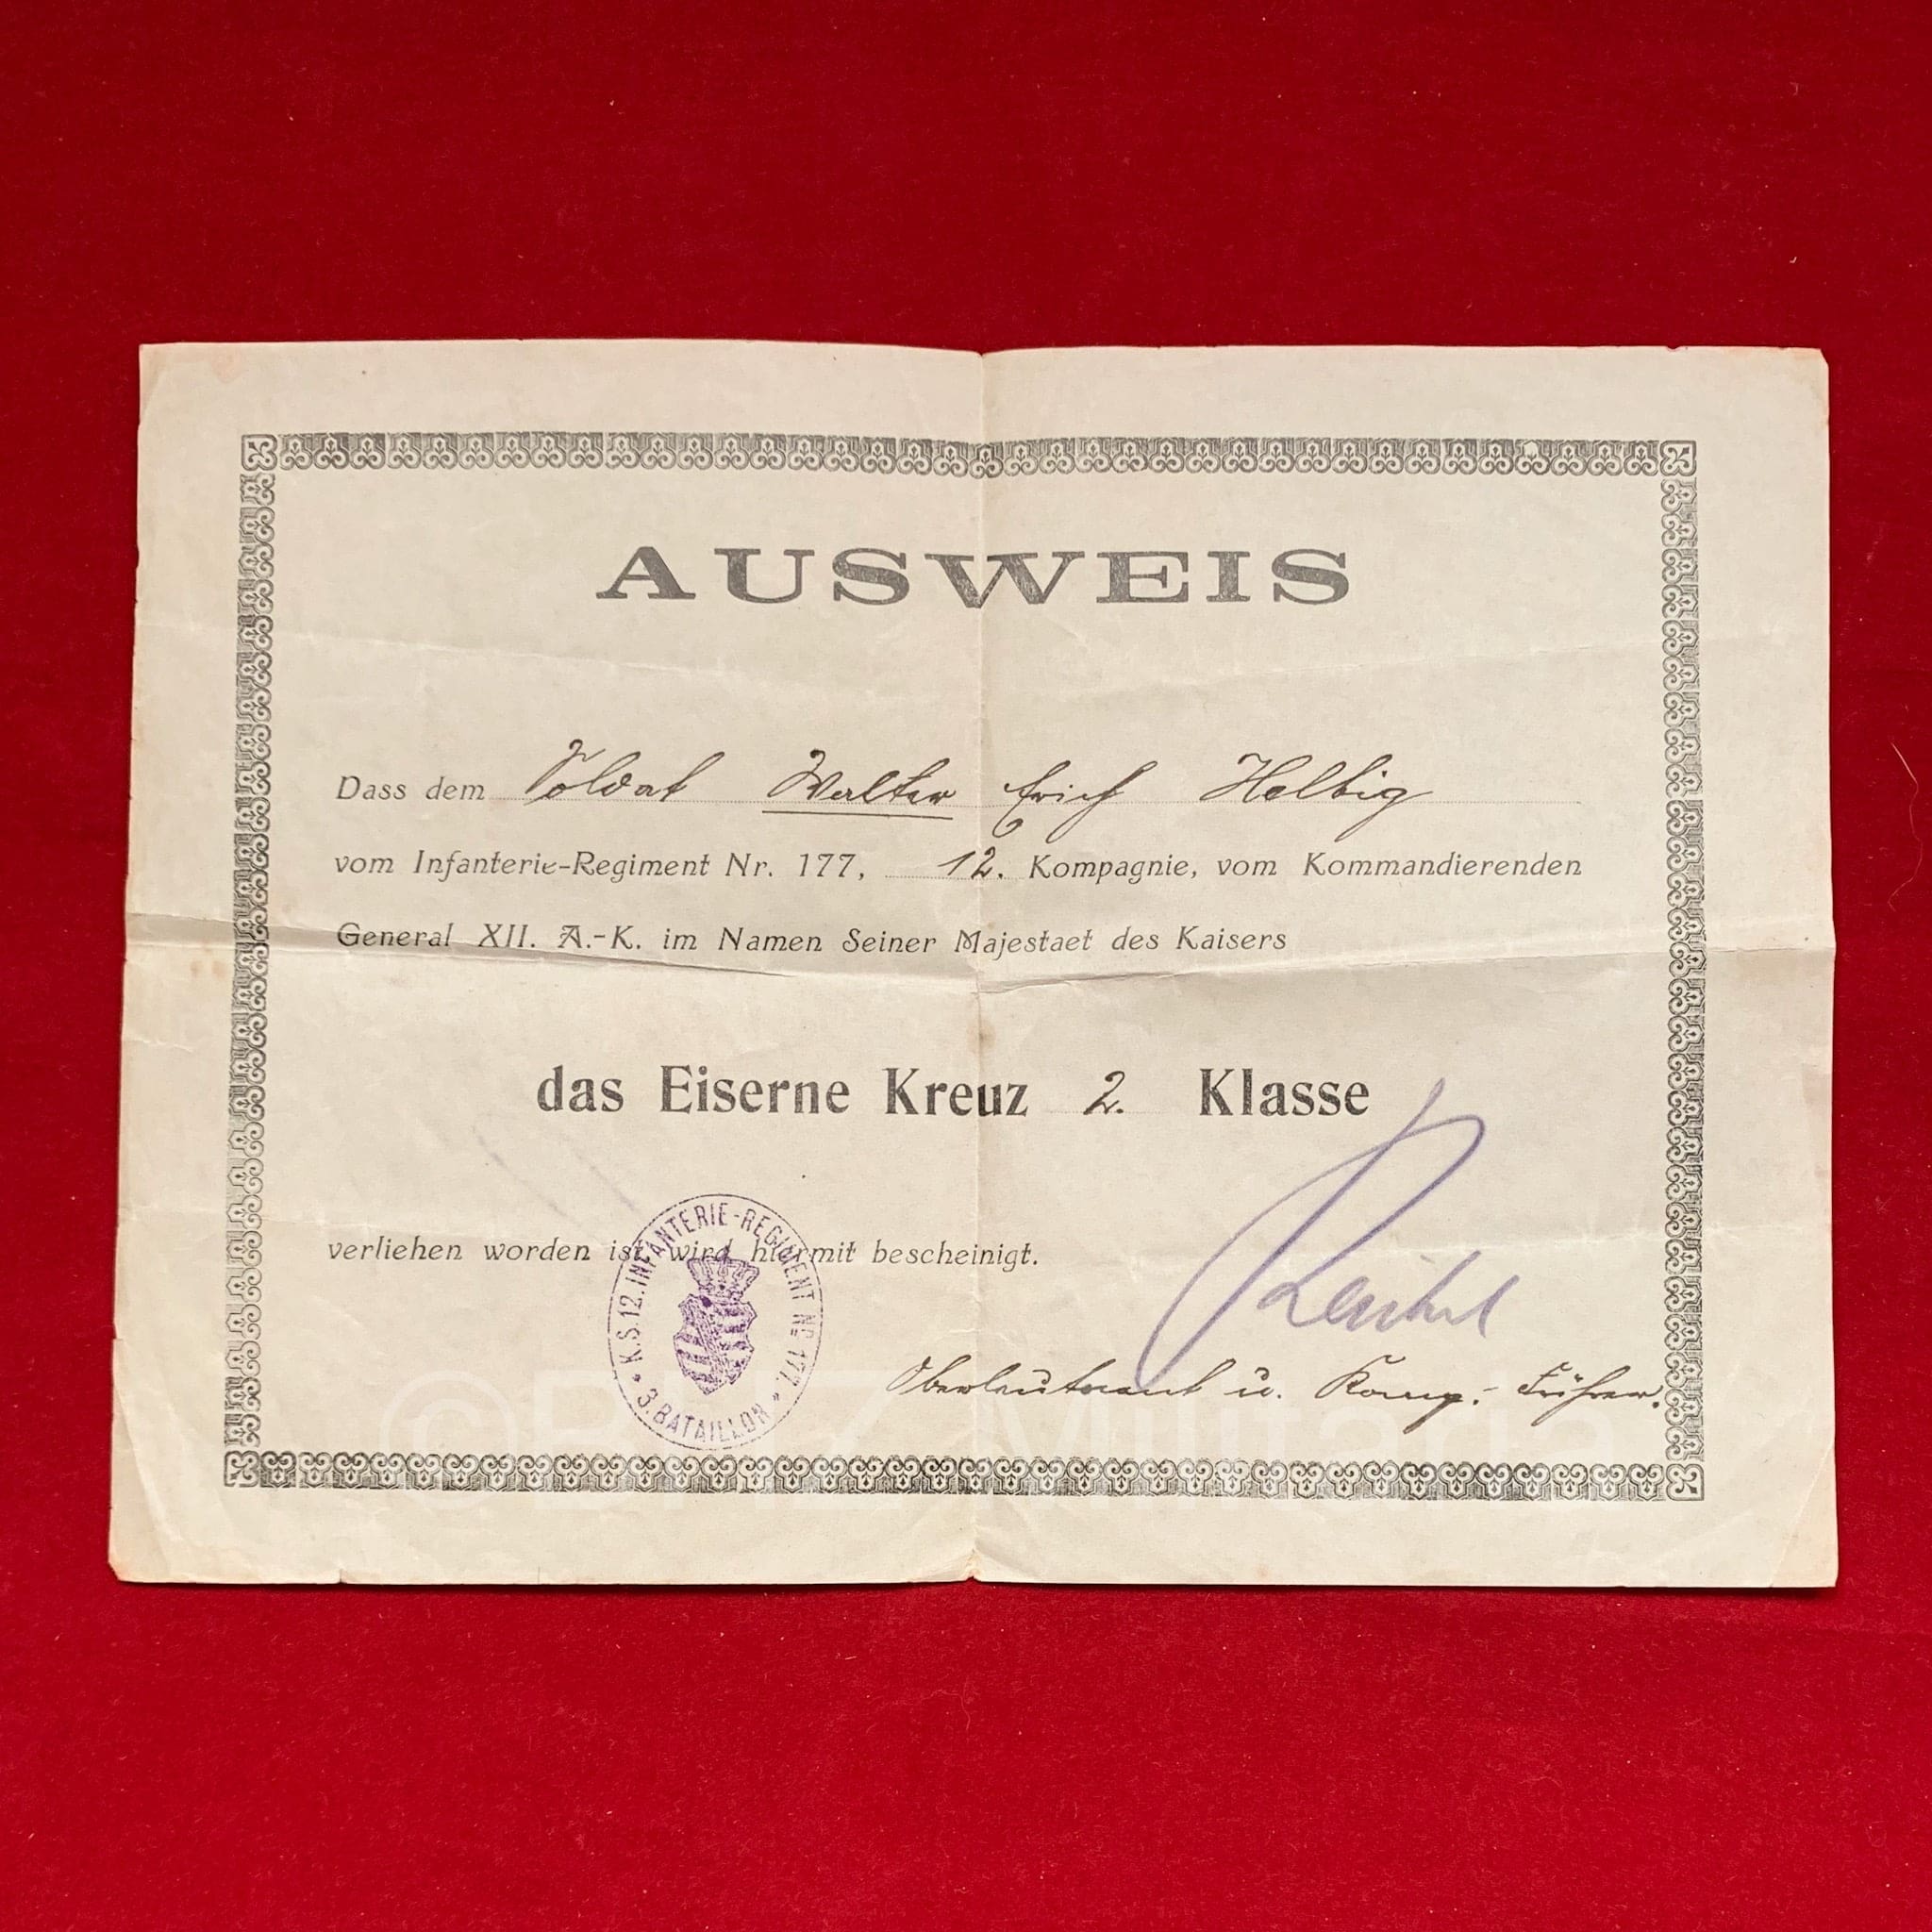 AUSWEIS
Dass dem Soldat Walter Erich Helbig
vom Infanterie-Regiment Nr. 177, 12. Kompagnie, vom Kommandierenden
General XII. A.-K. im Namen Seiner Majestaet des Kaisers
das Eiserne Kreuz 2. Klasse
verliehen worden ist, wird hiermit bescheinigt.
K.S.12.INFANTERIE-REGIMENT No 177.
3.BATAILLON
Oberleutnant u. Komp.-Führer.
Militaria